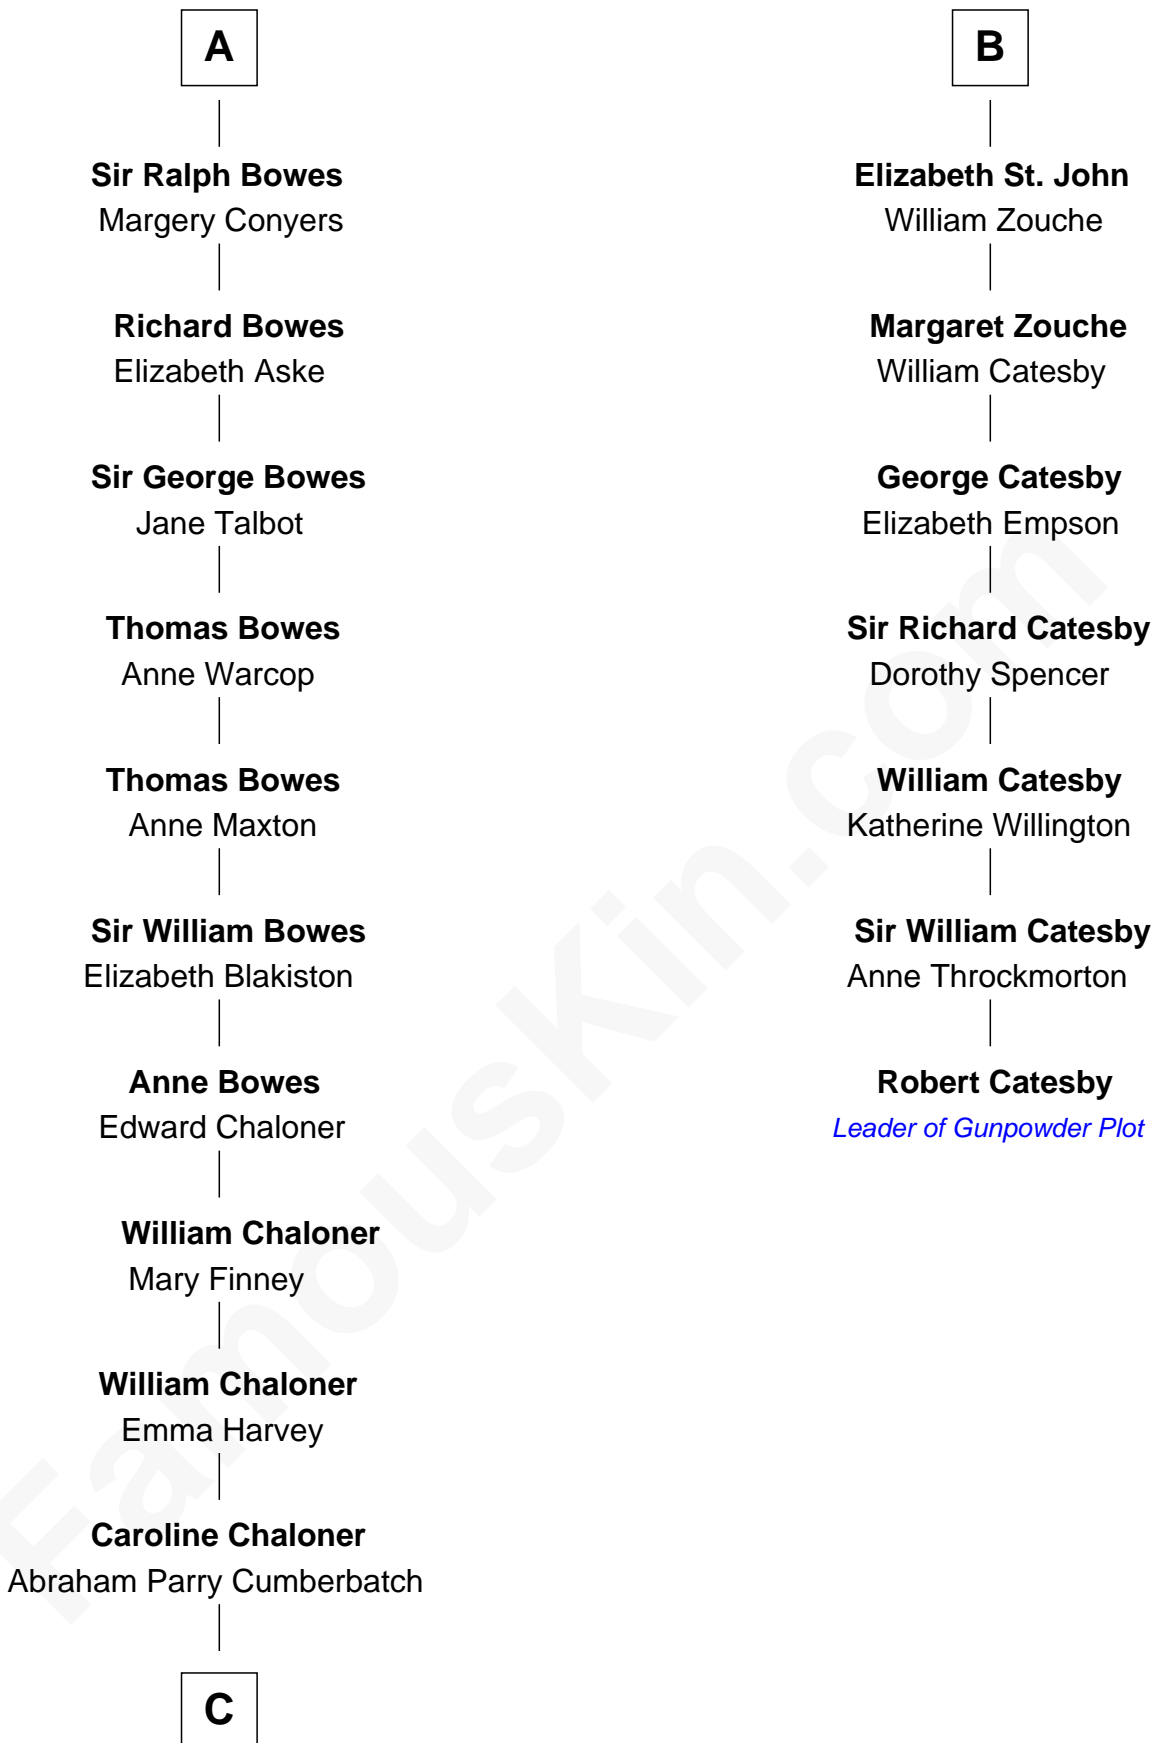 A
Sir Ralph Bowes
Margery Conyers
Richard Bowes
Elizabeth Aske
Sir George Bowes
Jane Talbot
Thomas Bowes
Anne Warcop
Thomas Bowes
Anne Maxton
Sir William Bowes
Elizabeth Blakiston
Anne Bowes
Edward Chaloner
William Chaloner
Mary Finney
William Chaloner
Emma Harvey
Caroline Chaloner
Abraham Parry Cumberbatch
C
B
Elizabeth St. John
William Zouche
Margaret Zouche
William Catesby
George Catesby
Elizabeth Empson
Sir Richard Catesby
Dorothy Spencer
William Catesby
Katherine Willington
Sir William Catesby
Anne Throckmorton
Robert Catesby
Leader of Gunpowder Plot
FamousKin.com